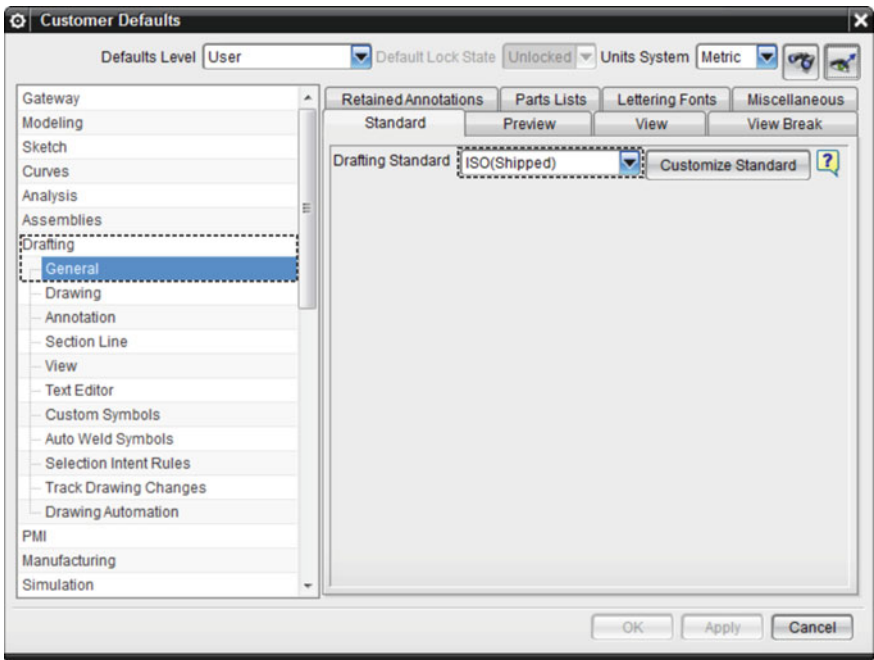 Customer Defaults
Defaults Level User Default Lock State Unlocked Units System Metric
Gateway
Modeling
Sketch
Curves
Analysis
Assemblies
Drafting
General
Drawing
Annotation
Section Line
View
Text Editor
Custom Symbols
Auto Weld Symbols
Selection Intent Rules
Track Drawing Changes
Drawing Automation
PMI
Manufacturing
Simulation
Retained Annotations Parts Lists Lettering Fonts Miscellaneous
Standard Preview View View Break
Drafting Standard ISO(Shipped) Customize Standard ?
OK Apply Cancel